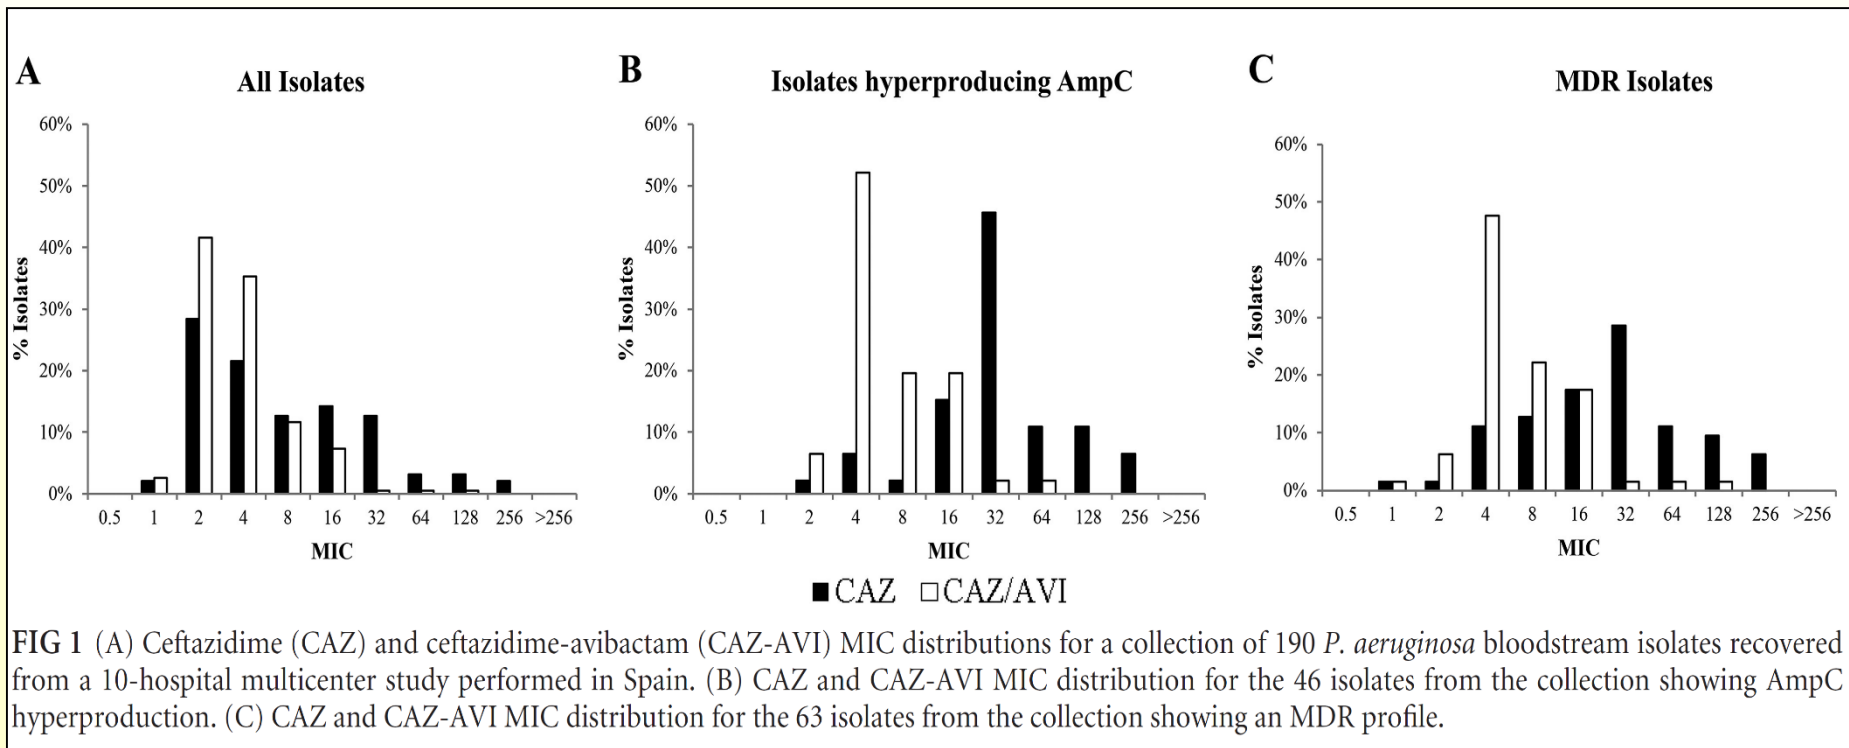 A
All Isolates
60%
50%
40%
30%
20%
10%
0%
% Isolates
0.5 1 2 4 8 16 32 64 128 256 >256
MIC
B
Isolates hyperproducing AmpC
60%
50%
40%
30%
20%
10%
0%
% Isolates
0.5 1 2 4 8 16 32 64 128 256 >256
MIC
C
MDR Isolates
60%
50%
40%
30%
20%
10%
0%
% Isolates
0.5 1 2 4 8 16 32 64 128 256 >256
MIC
CAZ CAZ/AVI
FIG 1 (A) Ceftazidime (CAZ) and ceftazidime-avibactam (CAZ-AVI) MIC distributions for a collection of 190 P. aeruginosa bloodstream isolates recovered
from a 10-hospital multicenter study performed in Spain. (B) CAZ and CAZ-AVI MIC distribution for the 46 isolates from the collection showing AmpC
hyperproduction. (C) CAZ and CAZ-AVI MIC distribution for the 63 isolates from the collection showing an MDR profile.